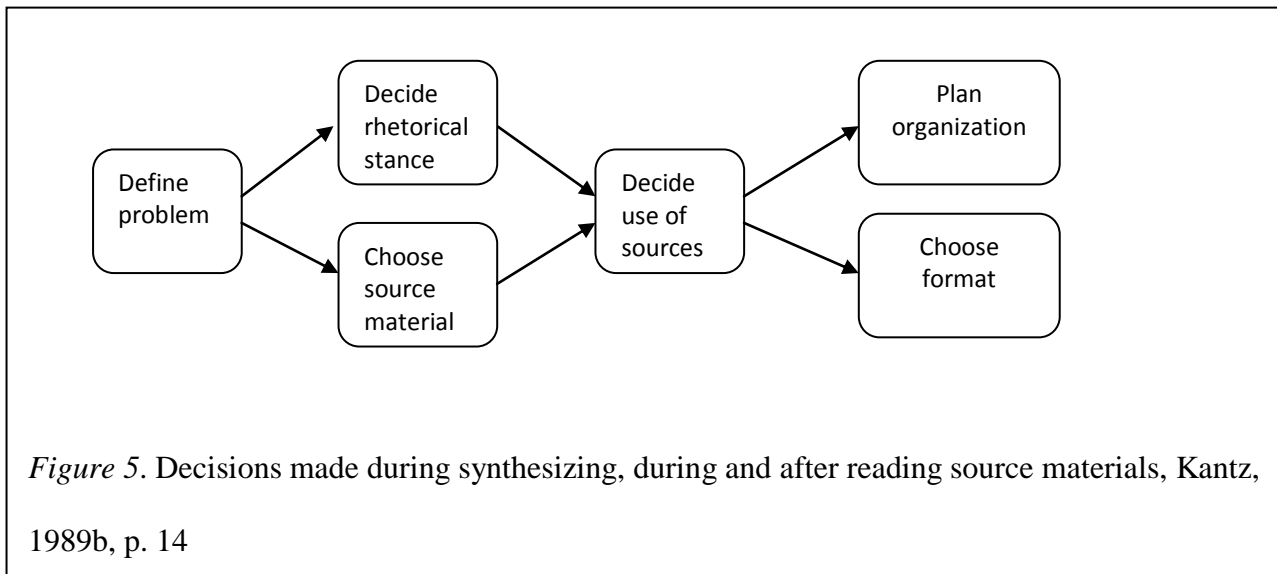 Define
problem
Decide
rhetorical
stance
Choose
source
material
Decide
use of
sources
Plan
organization
Choose
format
Figure 5. Decisions made during synthesizing, during and after reading source materials, Kantz,
1989b, p. 14